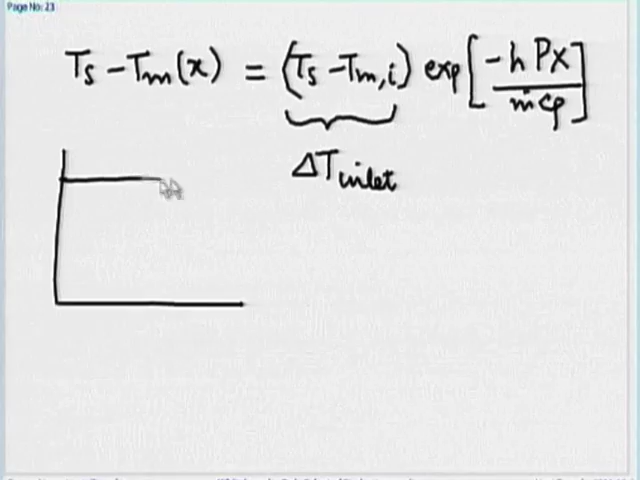 Page No: 23
Ts - Tm(x) = (Ts - Tm,i) exp[-hPx/ṁcp]
ΔTinlet